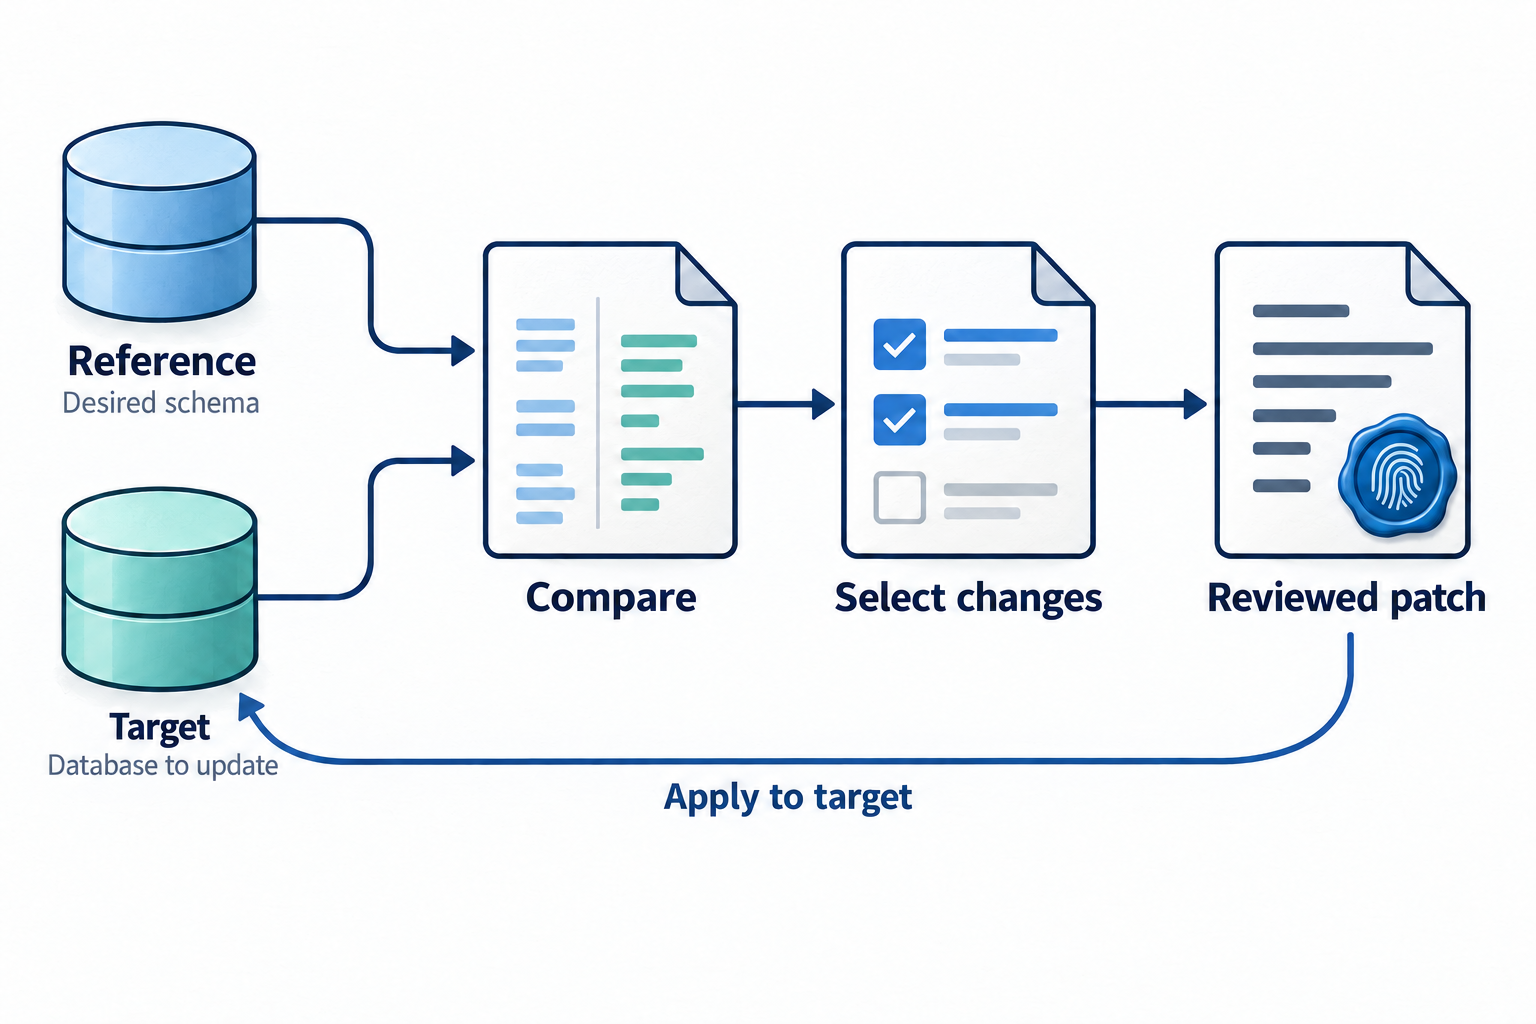 Reference
Desired schema
Target
Database to update
Compare
Select changes
Reviewed patch
Apply to target